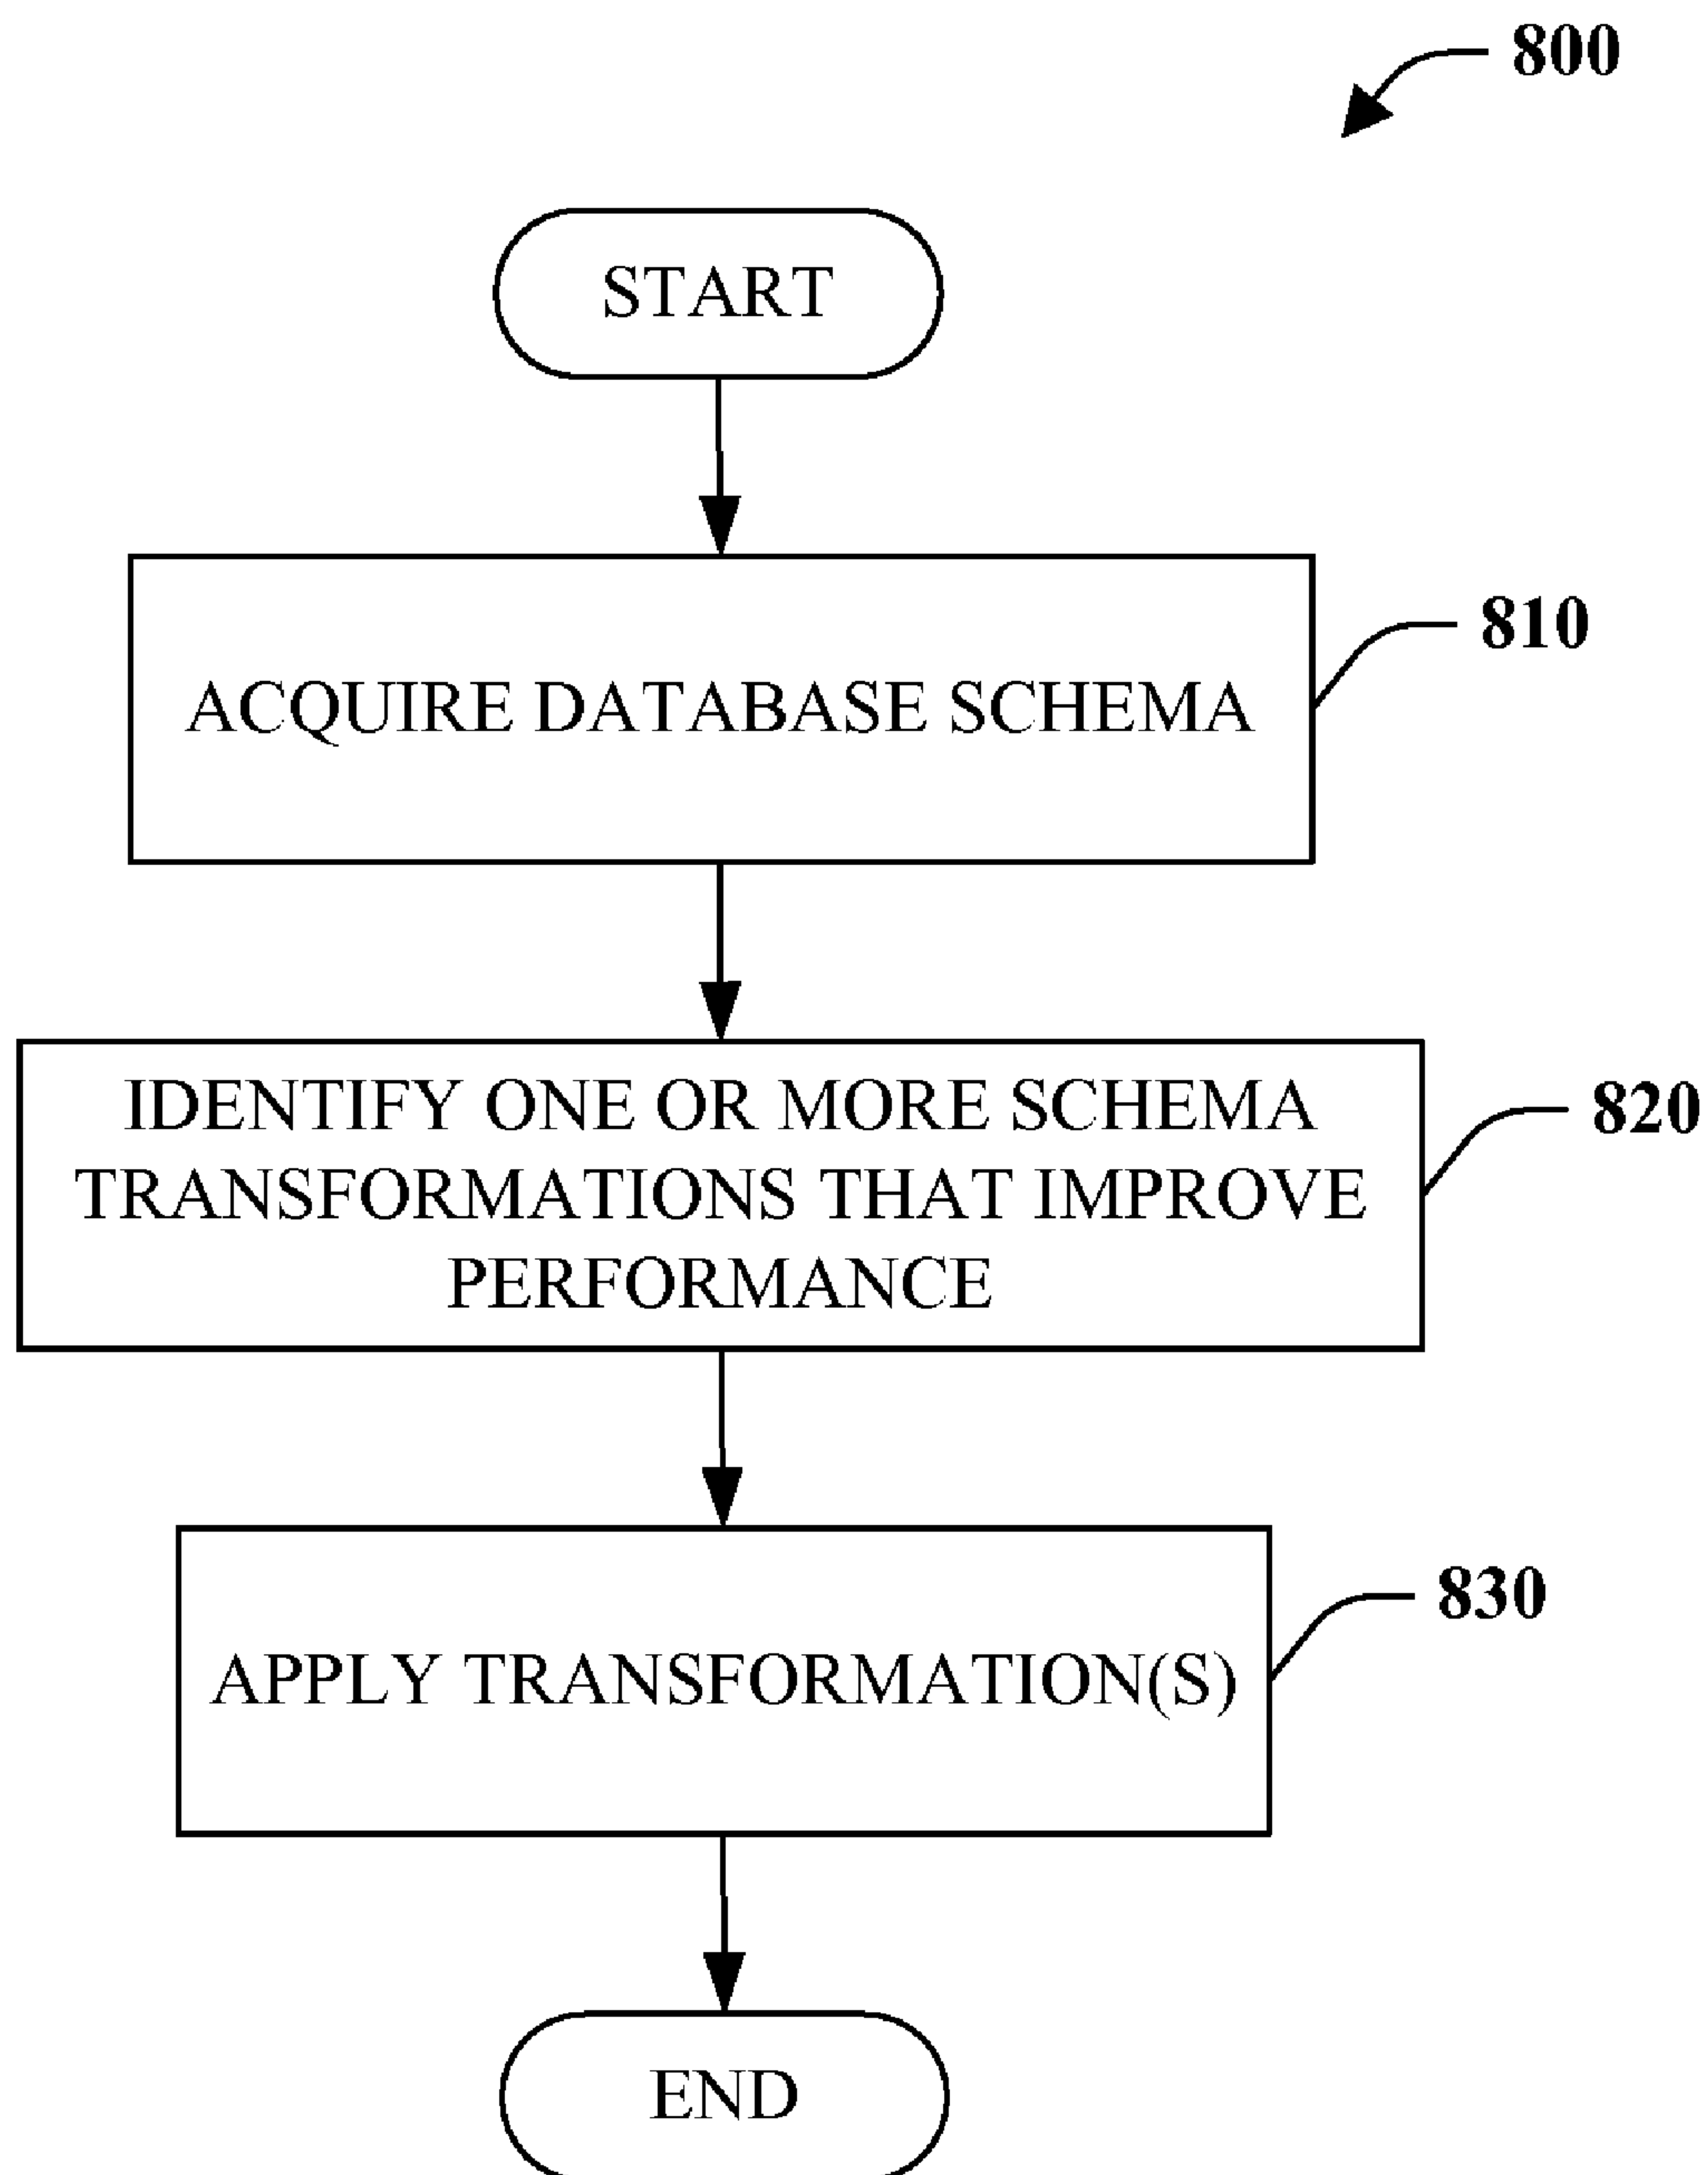 800
START
ACQUIRE DATABASE SCHEMA
810
IDENTIFY ONE OR MORE SCHEMA
TRANSFORMATIONS THAT IMPROVE
PERFORMANCE
820
APPLY TRANSFORMATION(S)
830
END